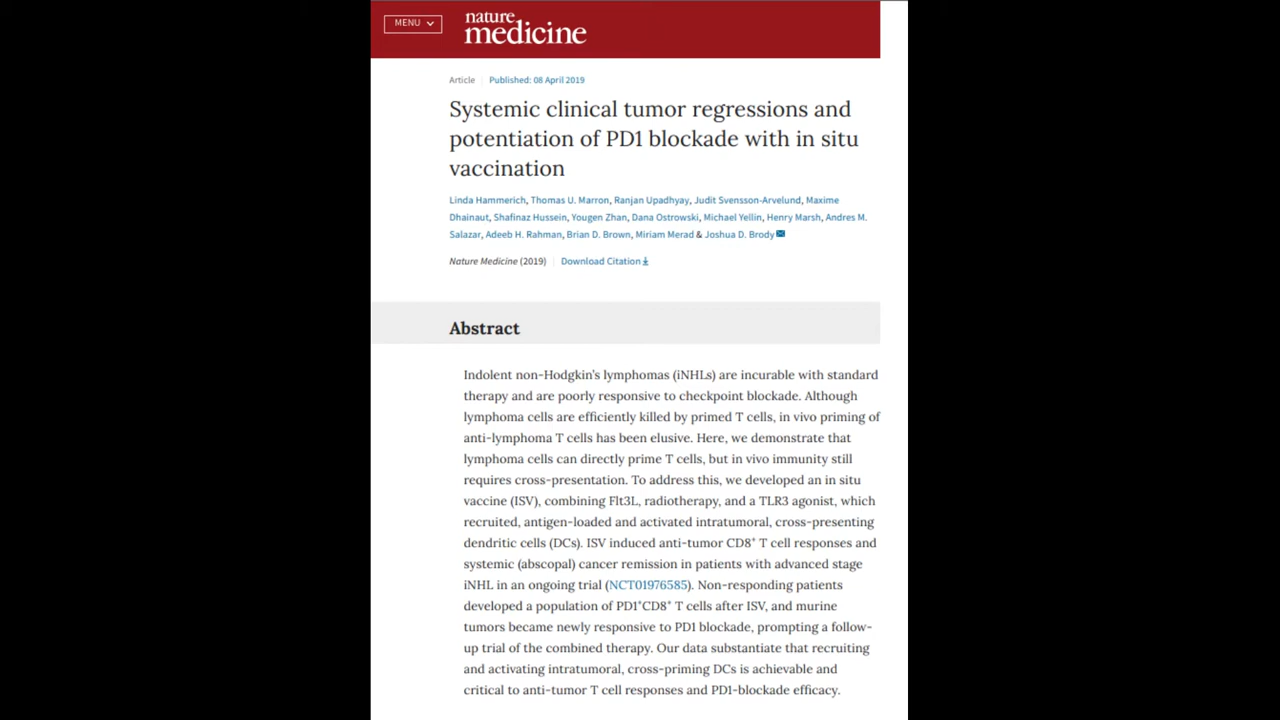 MENU
nature
medicine
Article Published: 08 April 2019
Systemic clinical tumor regressions and
potentiation of PD1 blockade with in situ
vaccination
Linda Hammerich, Thomas U. Marron, Ranjan Upadhyay, Judit Svensson-Arvelund, Maxime
Dhainaut, Shafinaz Hussein, Yougen Zhan, Dana Ostrowski, Michael Yellin, Henry Marsh, Andres M.
Salazar, Adeeb H. Rahman, Brian D. Brown, Miriam Merad & Joshua D. Brody
Nature Medicine (2019) Download Citation
Abstract
Indolent non-Hodgkin's lymphomas (iNHLs) are incurable with standard
therapy and are poorly responsive to checkpoint blockade. Although
lymphoma cells are efficiently killed by primed T cells, in vivo priming of
anti-lymphoma T cells has been elusive. Here, we demonstrate that
lymphoma cells can directly prime T cells, but in vivo immunity still
requires cross-presentation. To address this, we developed an in situ
vaccine (ISV), combining Flt3L, radiotherapy, and a TLR3 agonist, which
recruited, antigen-loaded and activated intratumoral, cross-presenting
dendritic cells (DCs). ISV induced anti-tumor CD8⁺ T cell responses and
systemic (abscopal) cancer remission in patients with advanced stage
iNHL in an ongoing trial (NCT01976585). Non-responding patients
developed a population of PD1⁺CD8⁺ T cells after ISV, and murine
tumors became newly responsive to PD1 blockade, prompting a follow-
up trial of the combined therapy. Our data substantiate that recruiting
and activating intratumoral, cross-priming DCs is achievable and
critical to anti-tumor T cell responses and PD1-blockade efficacy.